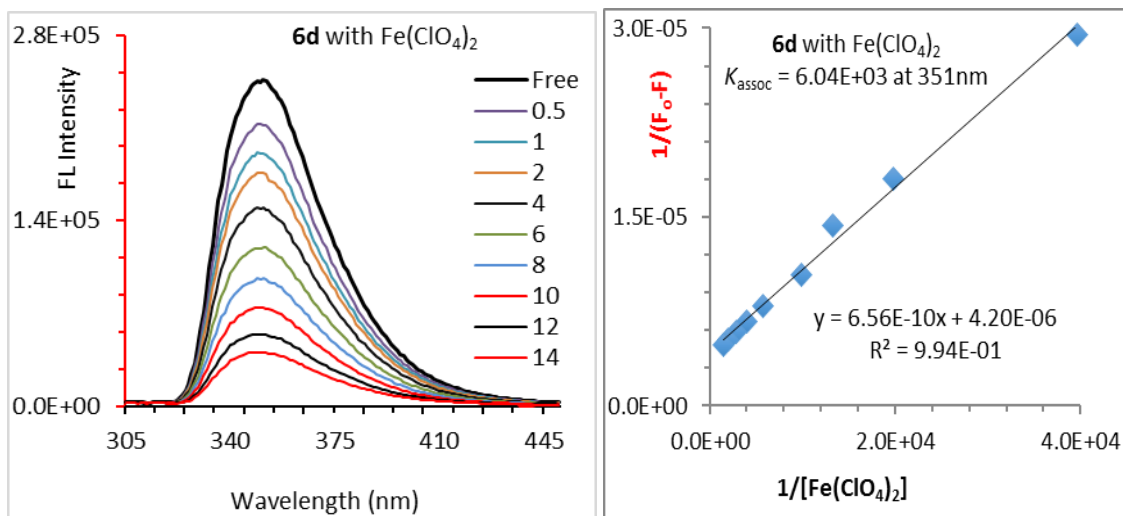 6d with Fe(ClO₄)₂
2.8E+05
1.4E+05
0.0E+00
FL Intensity
Free
0.5
1
2
4
6
8
10
12
14
305 340 375 410 445
Wavelength (nm)
6d with Fe(ClO₄)₂
Kassoc = 6.04E+03 at 351nm
3.0E-05
1.5E-05
0.0E+00
1/(Fₒ-F)
y = 6.56E-10x + 4.20E-06
R² = 9.94E-01
0.0E+00 2.0E+04 4.0E+04
1/[Fe(ClO₄)₂]